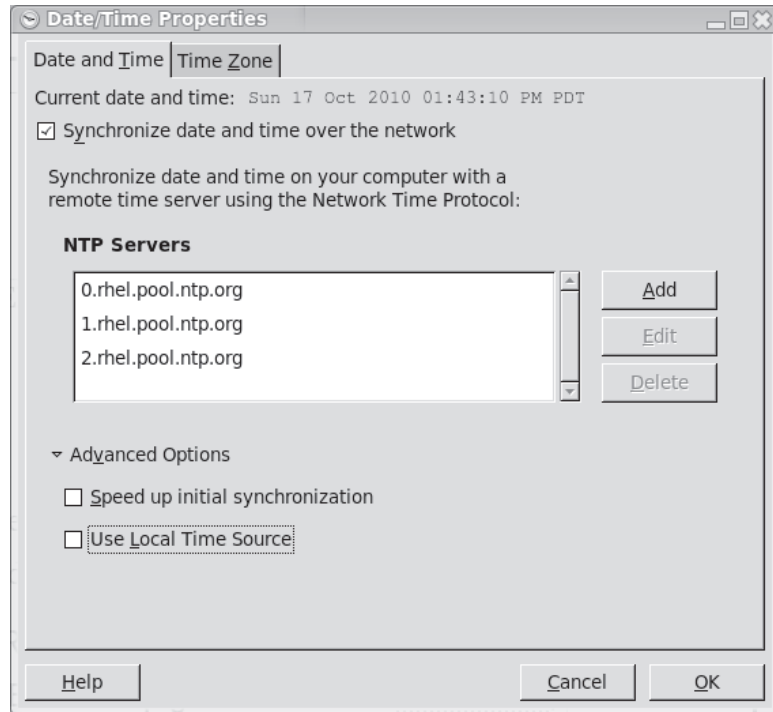 Date/Time Properties
Date and Time
Time Zone
Current date and time: Sun 17 Oct 2010 01:43:10 PM PDT
Synchronize date and time over the network
Synchronize date and time on your computer with a
remote time server using the Network Time Protocol:
NTP Servers
0.rhel.pool.ntp.org
1.rhel.pool.ntp.org
2.rhel.pool.ntp.org
Add
Edit
Delete
Advanced Options
Speed up initial synchronization
Use Local Time Source
Help
Cancel
OK